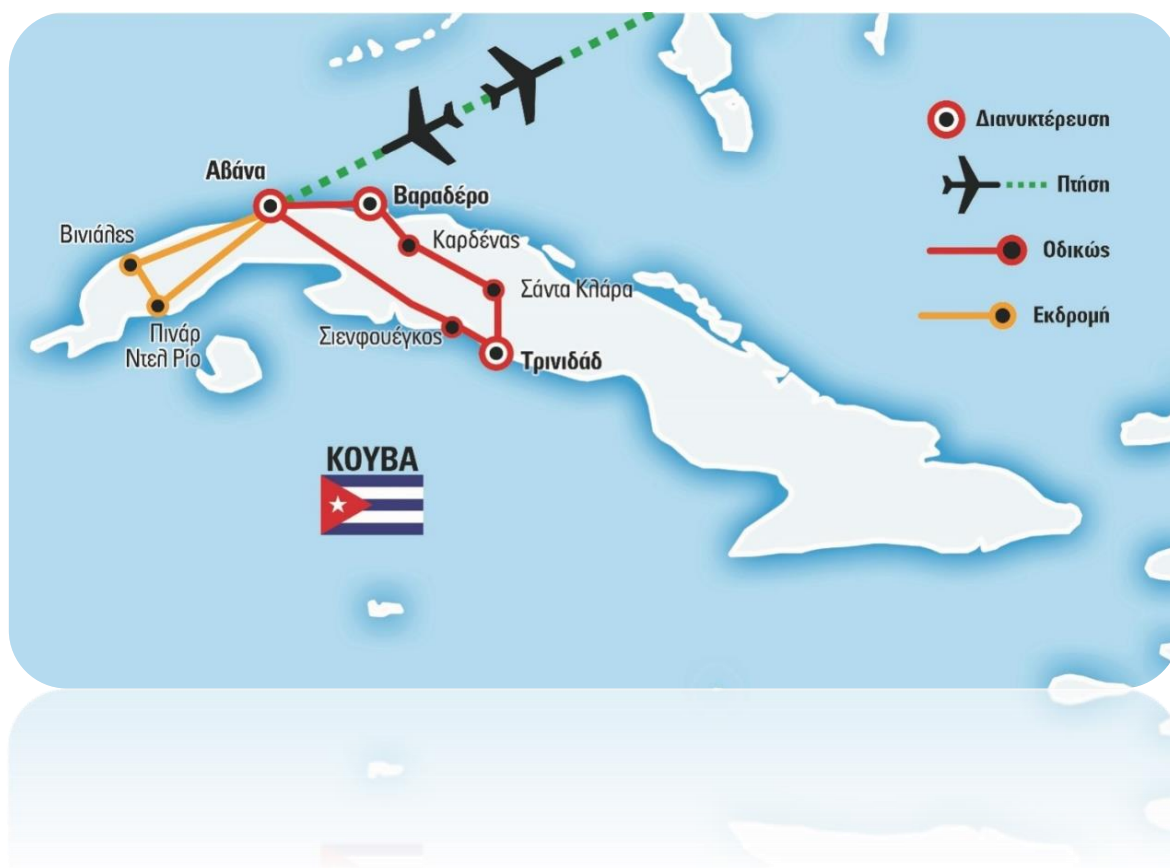 Διανυκτέρευση
Αβάνα
Πτήση
Βαραδέρο
Βινιάλες
Καρδένας
Οδικώς
Σάντα Κλάρα
Πινάρ
Ντελ Ρίο
Σιενφουέγκος
Εκδρομή
Τρινιδάδ
ΚΟΥΒΑ